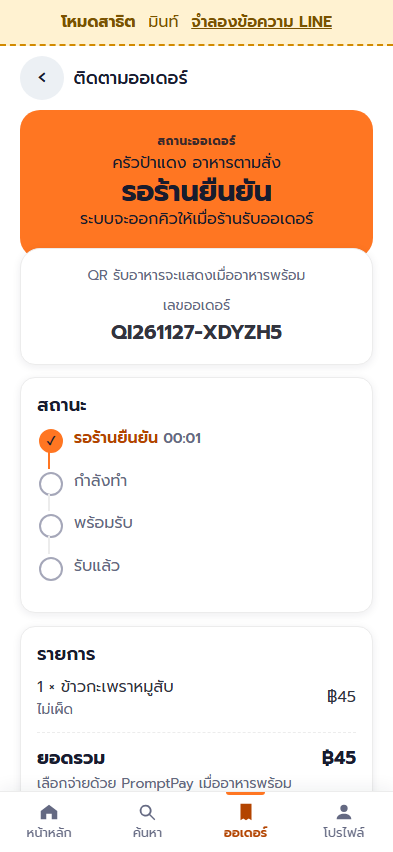 โหมดสาธิต มินท์ จำลองข้อความ LINE
ติดตามออเดอร์
สถานะออเดอร์
ครัวป้าแดง อาหารตามสั่ง
รอร้านยืนยัน
ระบบจะออกคิวให้เมื่อร้านรับออเดอร์
QR รับอาหารจะแสดงเมื่ออาหารพร้อม
เลขออเดอร์
QI261127-XDYZH5
สถานะ
รอร้านยืนยัน 00:01
กำลังทำ
พร้อมรับ
รับแล้ว
รายการ
1 × ข้าวกะเพราหมูสับ ฿45
ไม่เผ็ด
ยอดรวม ฿45
เลือกจ่ายด้วย PromptPay เมื่ออาหารพร้อม
หน้าหลัก ค้นหา ออเดอร์ โปรไฟล์